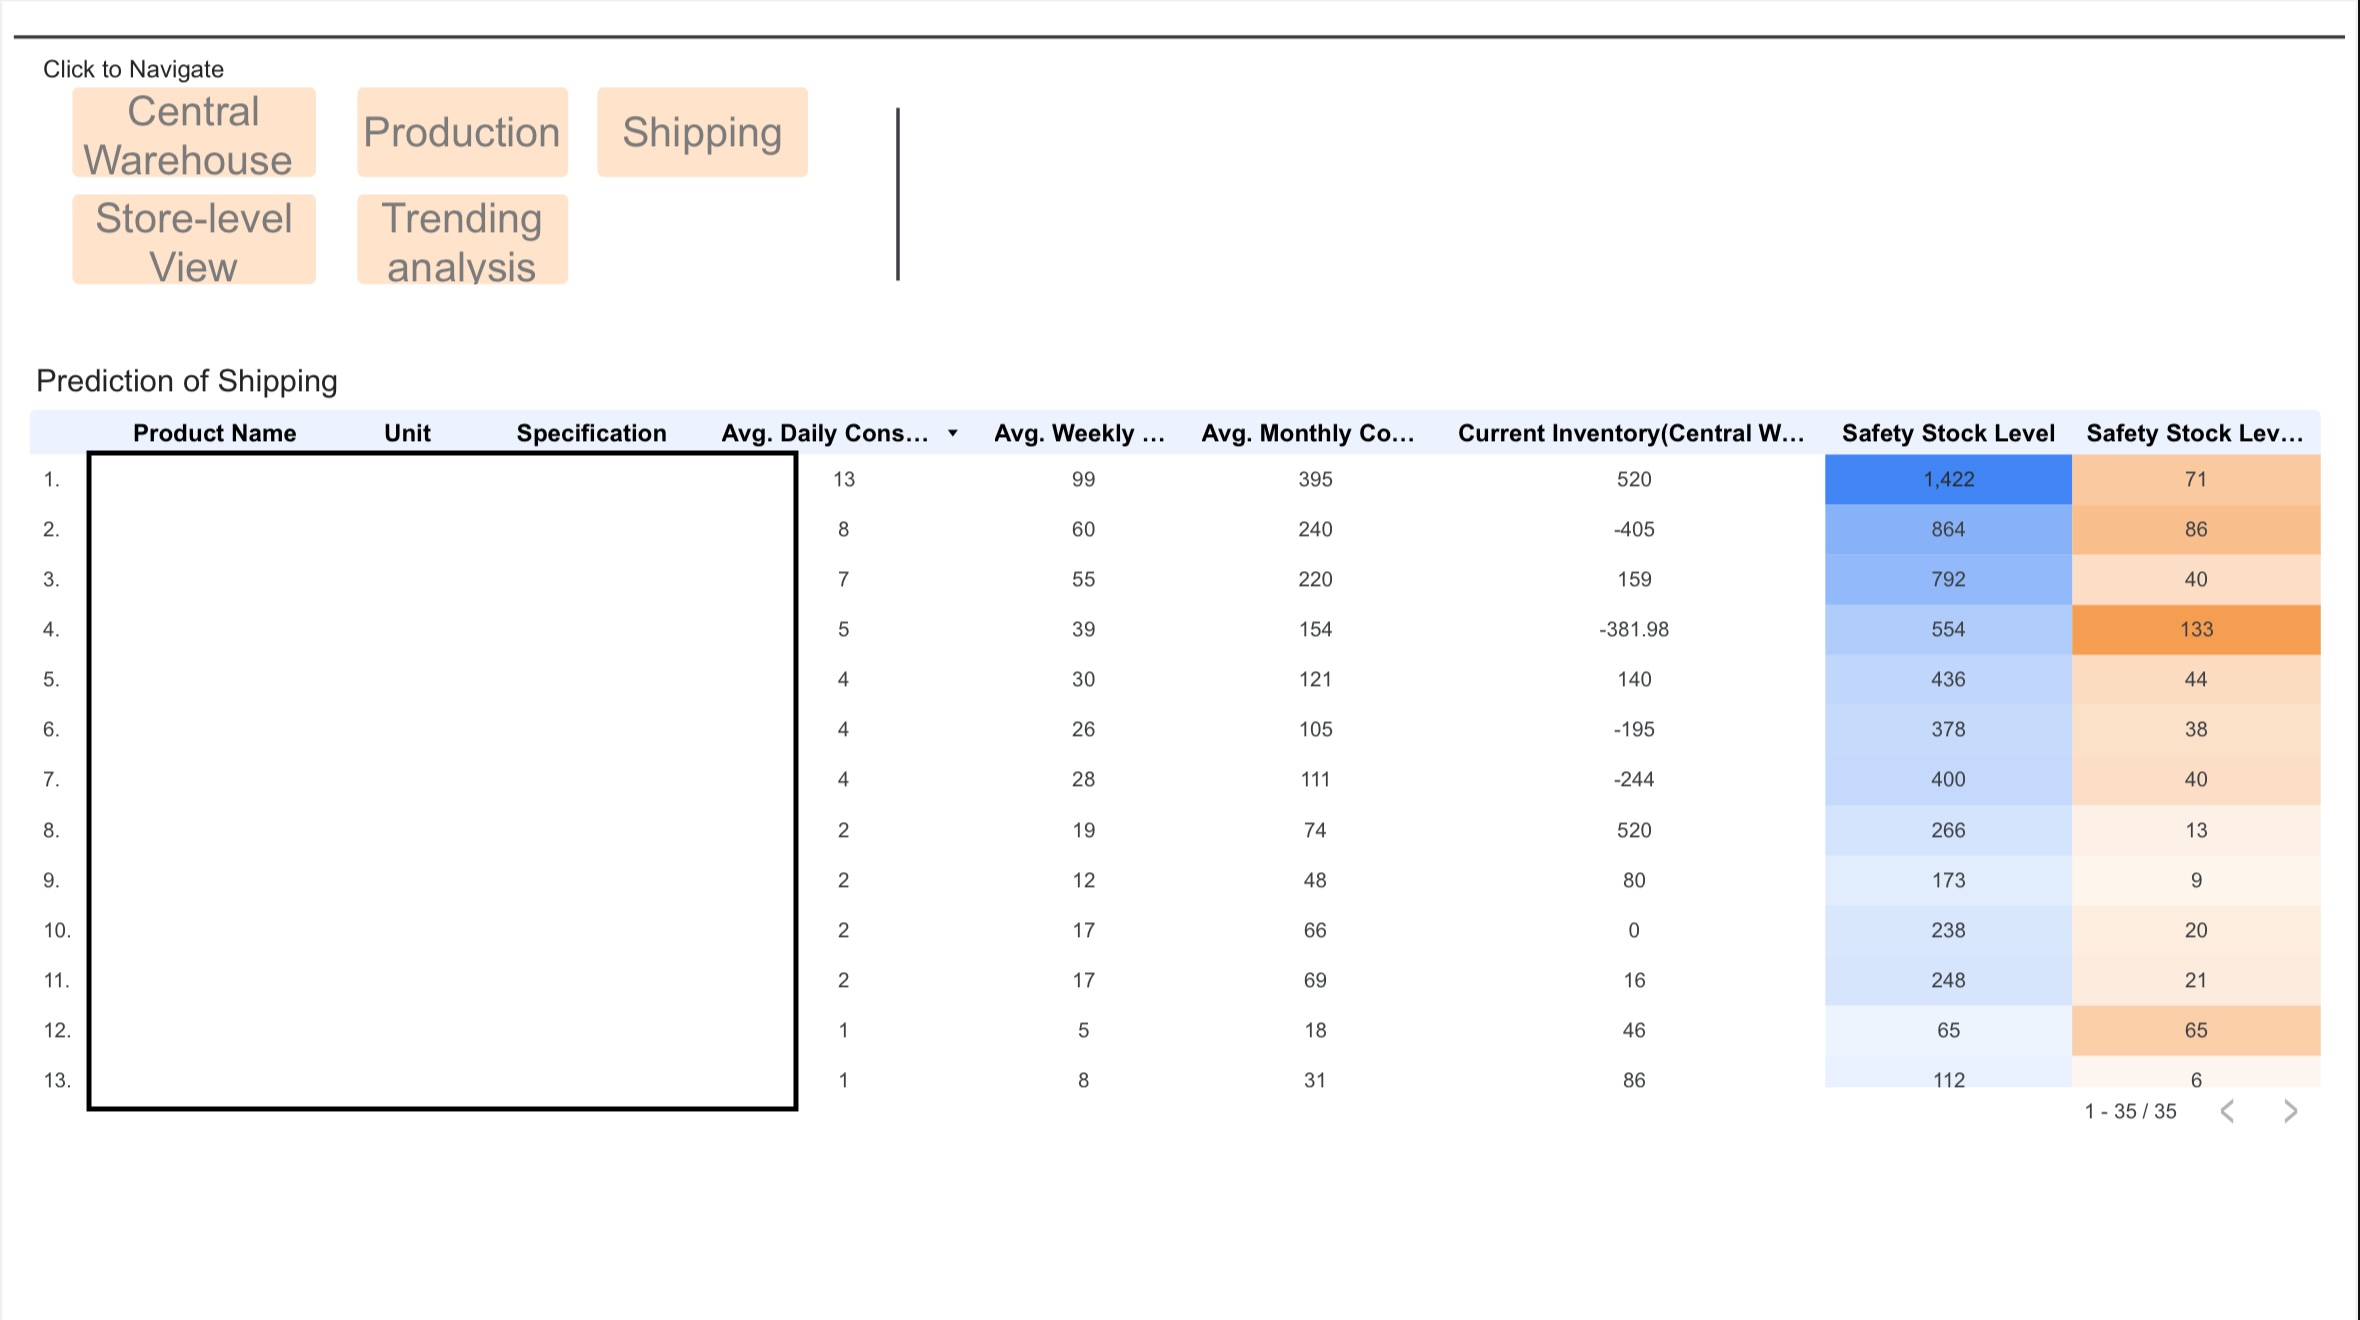 Click to Navigate
Central
Warehouse
Production
Shipping
Store-level
View
Trending
analysis
Prediction of Shipping
Product Name Unit Specification Avg. Daily Cons... Avg. Weekly ... Avg. Monthly Co... Current Inventory(Central W... Safety Stock Level Safety Stock Lev...
1. 13 99 395 520 1,422 71
2. 8 60 240 -405 864 86
3. 7 55 220 159 792 40
4. 5 39 154 -381.98 554 133
5. 4 30 121 140 436 44
6. 4 26 105 -195 378 38
7. 4 28 111 -244 400 40
8. 2 19 74 520 266 13
9. 2 12 48 80 173 9
10. 2 17 66 0 238 20
11. 2 17 69 16 248 21
12. 1 5 18 46 65 65
13. 1 8 31 86 112 6
1 - 35 / 35